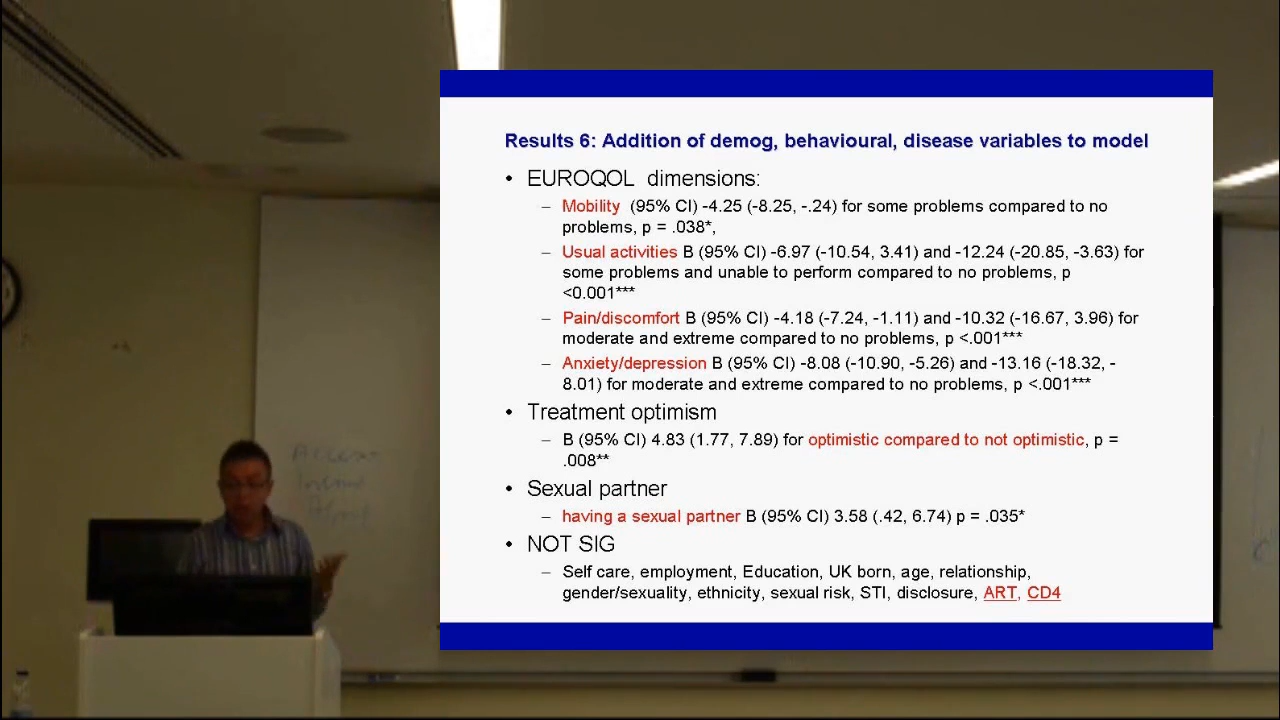 Results 6: Addition of demog, behavioural, disease variables to model
• EUROQOL dimensions:
– Mobility (95% CI) -4.25 (-8.25, -.24) for some problems compared to no
problems, p = .038*,
– Usual activities B (95% CI) -6.97 (-10.54, 3.41) and -12.24 (-20.85, -3.63) for
some problems and unable to perform compared to no problems, p
<0.001***
– Pain/discomfort B (95% CI) -4.18 (-7.24, -1.11) and -10.32 (-16.67, 3.96) for
moderate and extreme compared to no problems, p <.001***
– Anxiety/depression B (95% CI) -8.08 (-10.90, -5.26) and -13.16 (-18.32, -
8.01) for moderate and extreme compared to no problems, p <.001***
• Treatment optimism
– B (95% CI) 4.83 (1.77, 7.89) for optimistic compared to not optimistic, p =
.008**
• Sexual partner
– having a sexual partner B (95% CI) 3.58 (.42, 6.74) p = .035*
• NOT SIG
– Self care, employment, Education, UK born, age, relationship,
gender/sexuality, ethnicity, sexual risk, STI, disclosure, ART, CD4